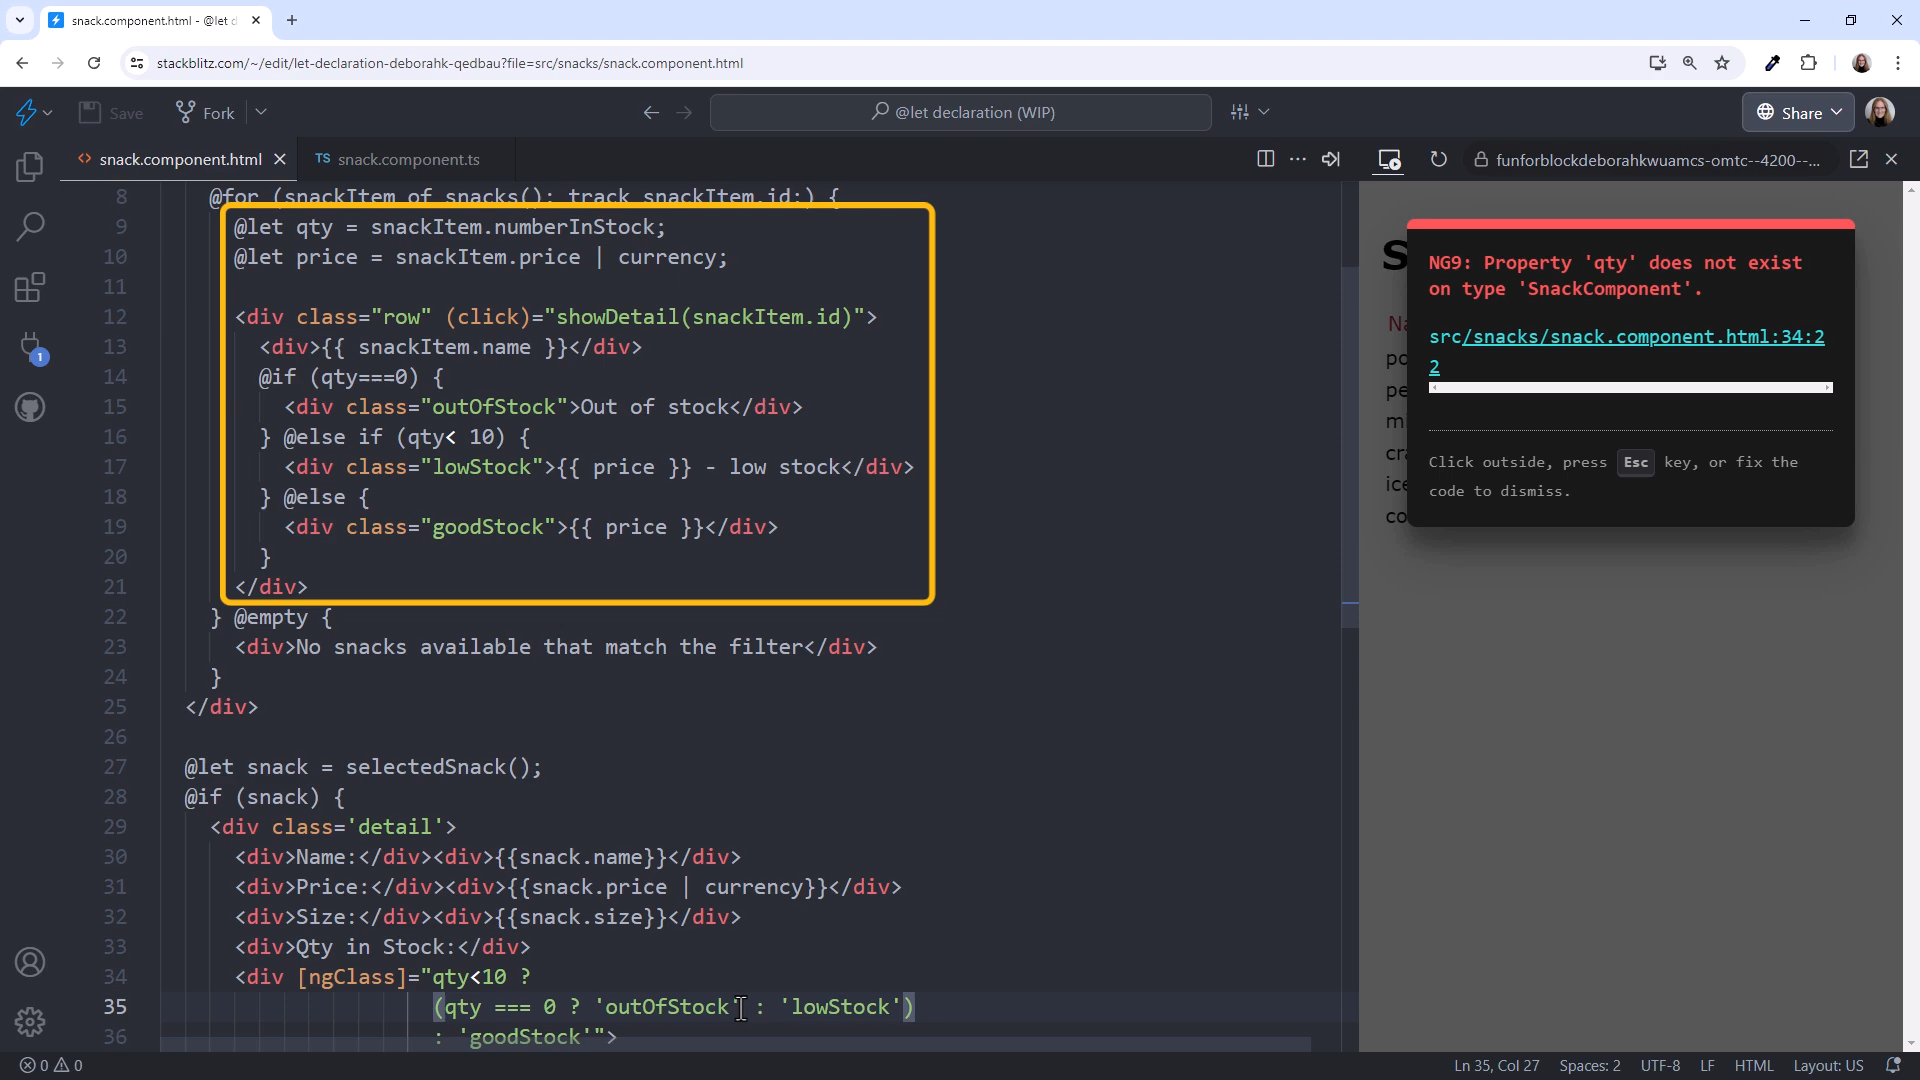 snack.component.html - @let d
stackblitz.com/~/edit/let-declaration-deborahk-qedbau?file=src/snacks/snack.component.html
Save
Fork
@let declaration (WIP)
Share
<> snack.component.html
TS snack.component.ts
funforblockdeborahkwuamcs-omtc--4200--...
8 @for (snackItem of snacks(); track snackItem.id;) {
9 @let qty = snackItem.numberInStock;
10 @let price = snackItem.price | currency;
11
12 <div class="row" (click)="showDetail(snackItem.id)">
13 <div>{{ snackItem.name }}</div>
14 @if (qty===0) {
15 <div class="outOfStock">Out of stock</div>
16 } @else if (qty< 10) {
17 <div class="lowStock">{{ price }} - low stock</div>
18 } @else {
19 <div class="goodStock">{{ price }}</div>
20 }
21 </div>
22 } @empty {
23 <div>No snacks available that match the filter</div>
24 }
25 </div>
26
27 @let snack = selectedSnack();
28 @if (snack) {
29 <div class='detail'>
30 <div>Name:</div><div>{{snack.name}}</div>
31 <div>Price:</div><div>{{snack.price | currency}}</div>
32 <div>Size:</div><div>{{snack.size}}</div>
33 <div>Qty in Stock:</div>
34 <div [ngClass]="qty<10 ?
35 (qty === 0 ? 'outOfStock' : 'lowStock')
36 : 'goodStock'">
1
S
Na
po
pe
mi
cra
ice
co
NG9: Property 'qty' does not exist
on type 'SnackComponent'.
src/snacks/snack.component.html:34:2
2
Click outside, press Esc key, or fix the
code to dismiss.
0 0
Ln 35, Col 27
Spaces: 2
UTF-8
LF
HTML
Layout: US